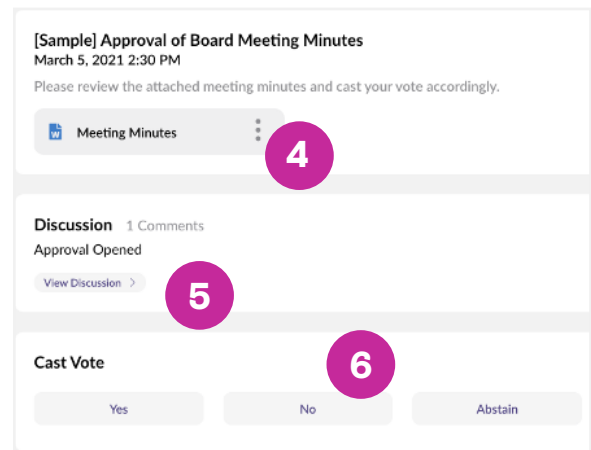 [Sample] Approval of Board Meeting Minutes
March 5, 2021 2:30 PM
Please review the attached meeting minutes and cast your vote accordingly.
W Meeting Minutes
4
Discussion 1 Comments
Approval Opened
View Discussion >
5
Cast Vote
6
Yes No Abstain